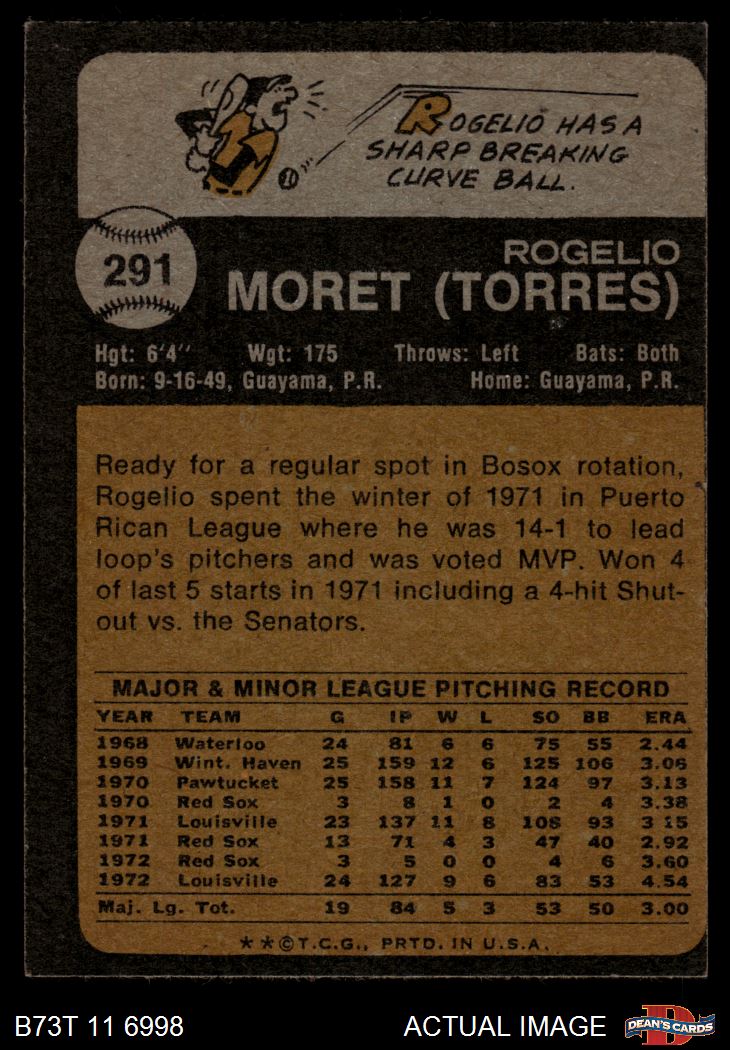 ROGELIO HAS A
SHARP BREAKING
CURVE BALL.
291
ROGELIO
MORET (TORRES)
Hgt: 6'4" Wgt: 175 Throws: Left Bats: Both
Born: 9-16-49, Guayama, P.R. Home: Guayama, P.R.
Ready for a regular spot in Bosox rotation,
Rogelio spent the winter of 1971 in Puerto
Rican League where he was 14-1 to lead
loop's pitchers and was voted MVP. Won 4
of last 5 starts in 1971 including a 4-hit Shut-
out vs. the Senators.
MAJOR & MINOR LEAGUE PITCHING RECORD
YEAR TEAM G IP W L SO BB ERA
1968 Waterloo 24 81 6 6 75 55 2.44
1969 Wint. Haven 25 159 12 6 125 106 3.06
1970 Pawtucket 25 158 11 7 124 97 3.13
1970 Red Sox 3 8 1 0 2 4 3.38
1971 Louisville 23 137 11 8 108 93 3 15
1971 Red Sox 13 71 4 3 47 40 2.92
1972 Red Sox 3 5 0 0 4 6 3.60
1972 Louisville 24 127 9 6 83 53 4.54
Maj. Lg. Tot. 19 84 5 3 53 50 3.00
**©T.C.G., PRTD. IN U.S.A.
B73T 11 6998 ACTUAL IMAGE DEAN'S CARDS